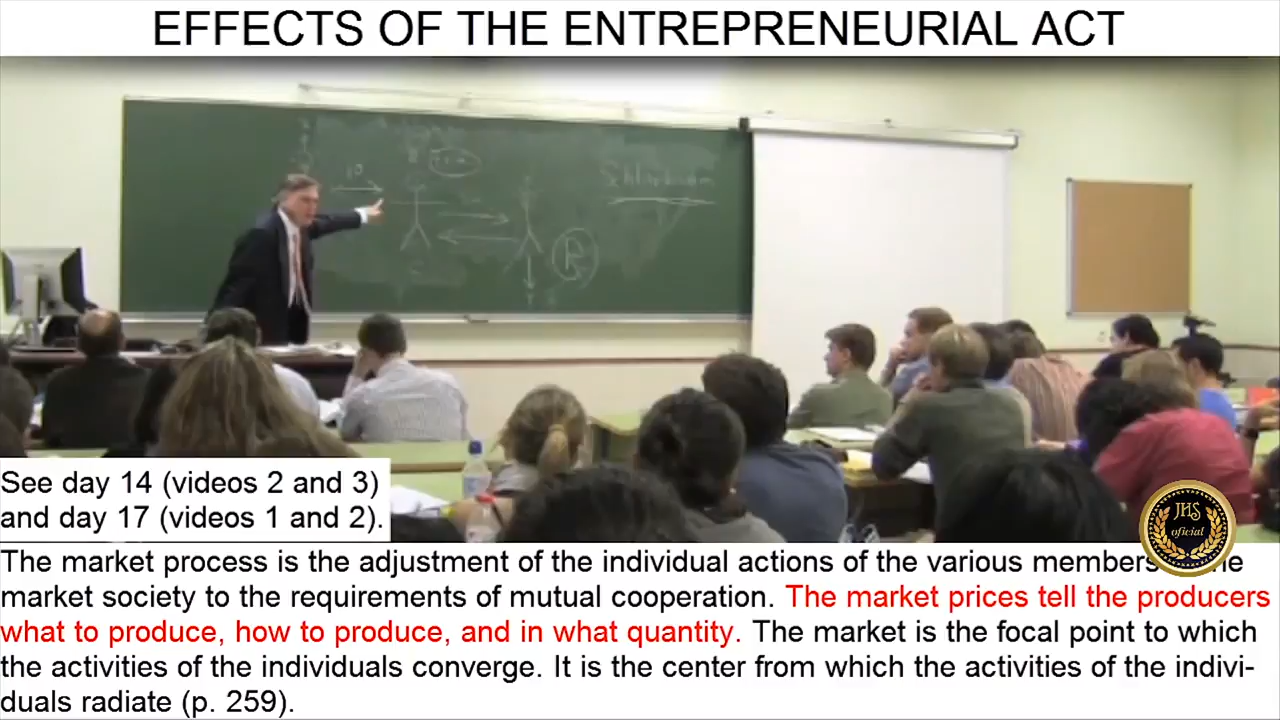 EFFECTS OF THE ENTREPRENEURIAL ACT
10
See day 14 (videos 2 and 3)
and day 17 (videos 1 and 2).
JHS
oficial
The market process is the adjustment of the individual actions of the various members
market society to the requirements of mutual cooperation. The market prices tell the producers
what to produce, how to produce, and in what quantity. The market is the focal point to which
the activities of the individuals converge. It is the center from which the activities of the indivi-
duals radiate (p. 259).